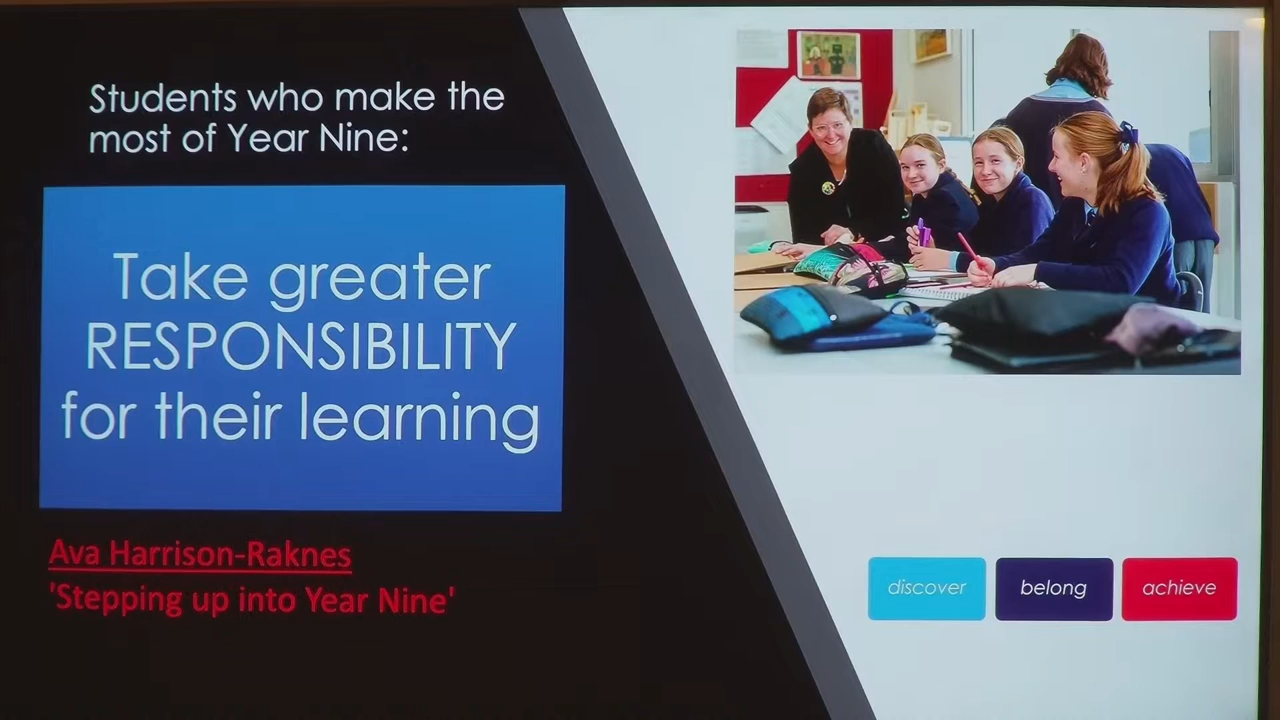 Students who make the
most of Year Nine:
Take greater
RESPONSIBILITY
for their learning
Ava Harrison-Raknes
'Stepping up into Year Nine'
discover
belong
achieve